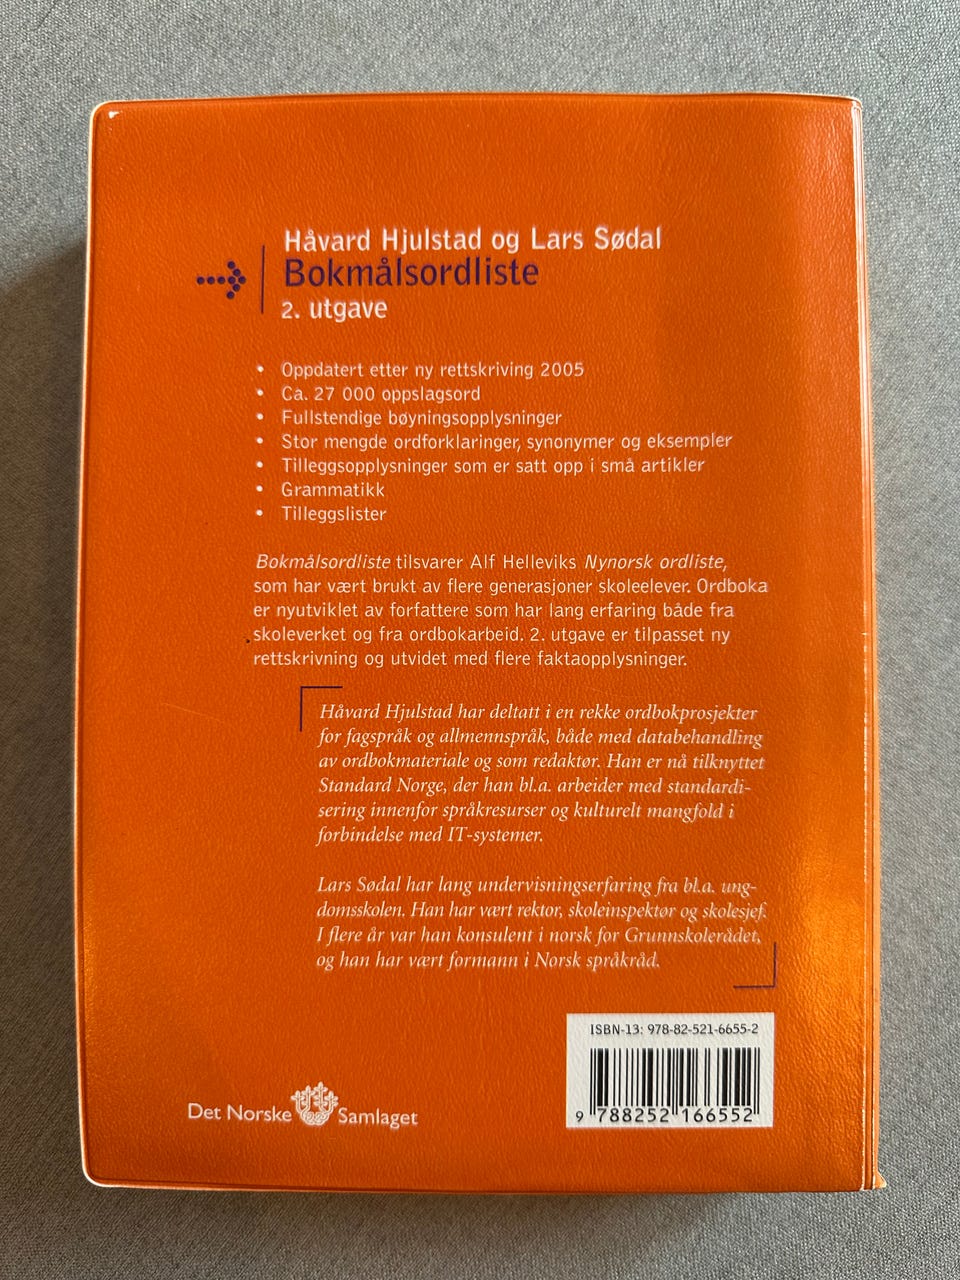 Håvard Hjulstad og Lars Sødal
Bokmålsordliste
2. utgave
• Oppdatert etter ny rettskriving 2005
• Ca. 27 000 oppslagsord
• Fullstendige bøyningsopplysninger
• Stor mengde ordforklaringer, synonymer og eksempler
• Tilleggsopplysninger som er satt opp i små artikler
• Grammatikk
• Tilleggslister
Bokmålsordliste tilsvarer Alf Helleviks Nynorsk ordliste,
som har vært brukt av flere generasjoner skoleelever. Ordboka
er nyutviklet av forfattere som har lang erfaring både fra
skoleverket og fra ordbokarbeid. 2. utgave er tilpasset ny
rettskrivning og utvidet med flere faktaopplysninger.
Håvard Hjulstad har deltatt i en rekke ordbokprosjekter
for fagspråk og allmennspråk, både med databehandling
av ordbokmateriale og som redaktør. Han er nå tilknyttet
Standard Norge, der han bl.a. arbeider med standardi-
sering innenfor språkresurser og kulturelt mangfold i
forbindelse med IT-systemer.
Lars Sødal har lang undervisningserfaring fra bl.a. ung-
domsskolen. Han har vært rektor, skoleinspektør og skolesjef.
I flere år var han konsulent i norsk for Grunnskolerådet,
og han har vært formann i Norsk språkråd.
ISBN-13: 978-82-521-6655-2
9 788252 166552
Det Norske Samlaget